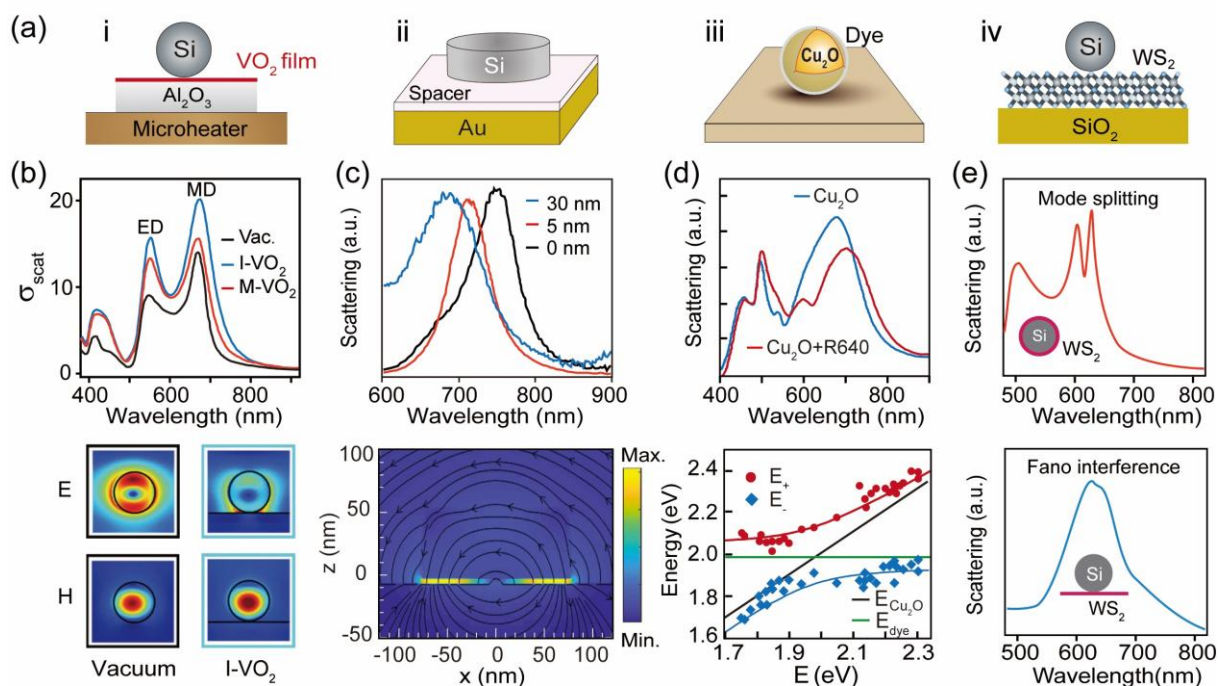 (a)
i
Si
VO₂ film
Al₂O₃
Microheater
ii
Si
Spacer
Au
iii
Dye
Cu₂O
iv
Si
WS₂
SiO₂
(b)
20
10
0
σscat
ED
MD
Vac.
I-VO₂
M-VO₂
400 600 800
Wavelength (nm)
E
H
Vacuum
I-VO₂
(c)
Scattering (a.u.)
30 nm
5 nm
0 nm
600 700 800 900
Wavelength (nm)
z (nm)
100
50
0
-50
-100 -50 0 50 100
x (nm)
Max.
Min.
(d)
Scattering (a.u.)
Cu₂O
Cu₂O+R640
400 500 600 700 800
Wavelength (nm)
Energy (eV)
2.4
2.2
2.0
1.8
1.6
E₊
E₋
E Cu₂O
E dye
1.7 1.9 2.1 2.3
E (eV)
(e)
Scattering (a.u.)
Mode splitting
Si
WS₂
500 600 700 800
Wavelength(nm)
Scattering (a.u.)
Fano interference
Si
WS₂
500 600 700 800
Wavelength(nm)